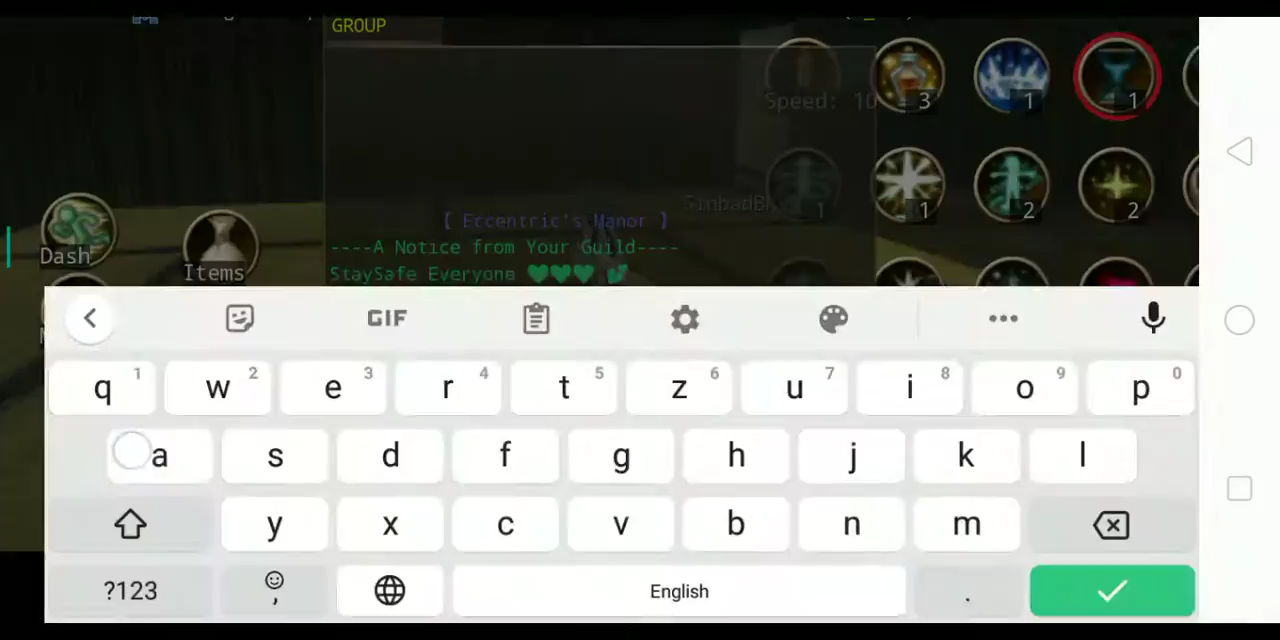 GROUP
Speed: 10
3
1
1
1
1
2
2
[ Eccentric's Manor ]
----A Notice from Your Guild----
StaySafe Everyone 💚💚💚 💕
Dash
Items
GIF
q 1 w 2 e 3 r 4 t 5 z 6 u 7 i 8 o 9 p 0
a s d f g h j k l
y x c v b n m
?123 , English .